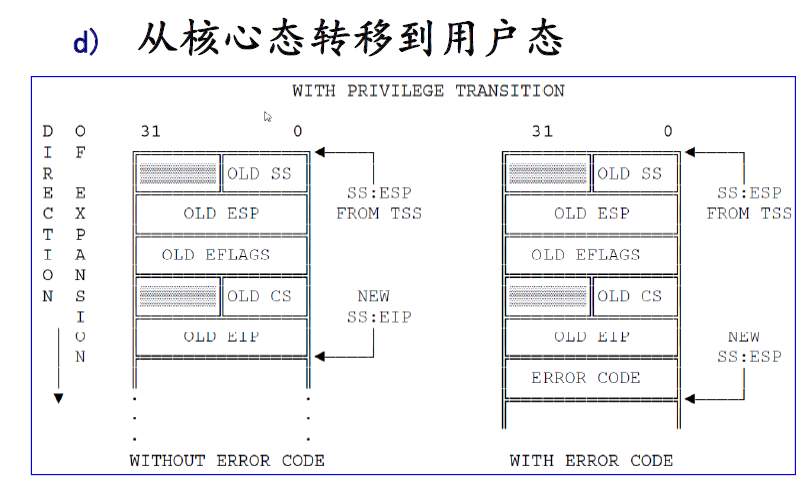 d) 从核心态转移到用户态
WITH PRIVILEGE TRANSITION
DIRECTION
OF EXPANSION
31 0
OLD SS
SS:ESP
OLD ESP
FROM TSS
OLD EFLAGS
OLD CS
NEW
SS:EIP
OLD EIP
WITHOUT ERROR CODE
31 0
OLD SS
SS:ESP
OLD ESP
FROM TSS
OLD EFLAGS
OLD CS
OLD EIP
NEW
SS:ESP
ERROR CODE
WITH ERROR CODE